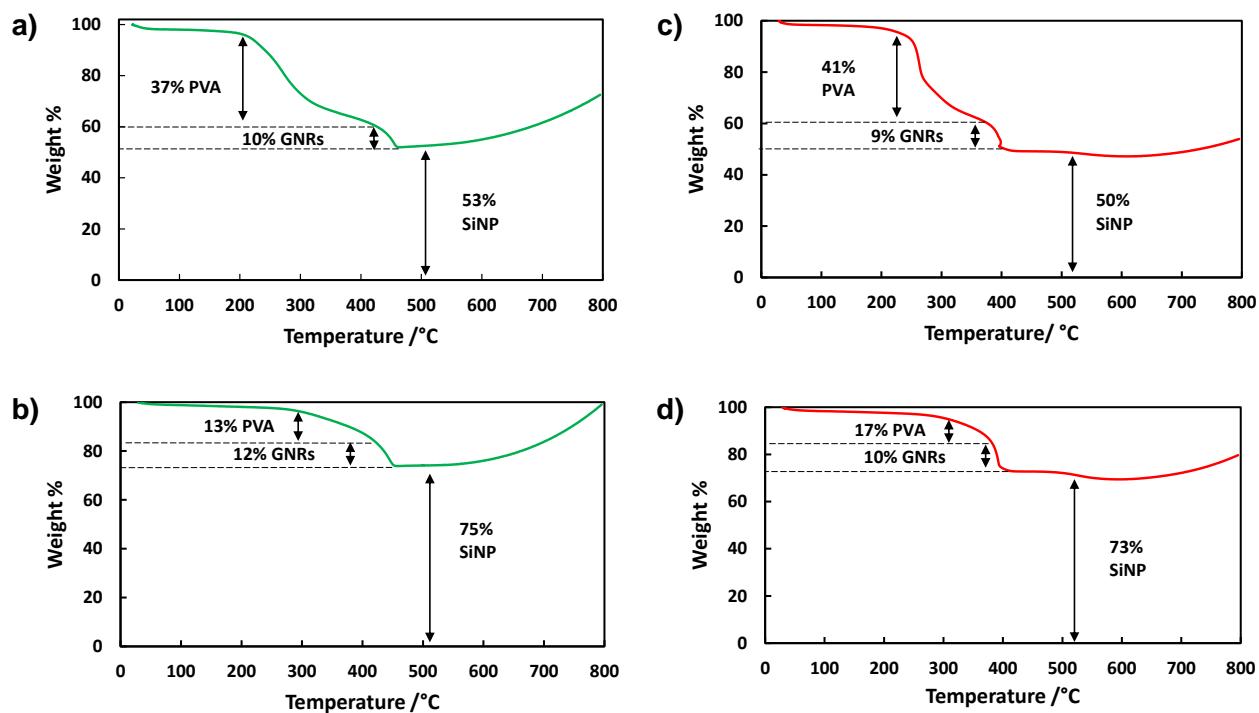 a)
100
80
60
40
20
0
Weight %
37% PVA
10% GNRs
53%
SiNP
0 100 200 300 400 500 600 700 800
Temperature /°C
c)
100
80
60
40
20
0
Weight %
41%
PVA
9% GNRs
50%
SiNP
0 100 200 300 400 500 600 700 800
Temperature/ °C
b)
100
80
60
40
20
0
Weight %
13% PVA
12% GNRs
75%
SiNP
0 100 200 300 400 500 600 700 800
Temperature /°C
d)
100
80
60
40
20
0
Weight %
17% PVA
10% GNRs
73%
SiNP
0 100 200 300 400 500 600 700 800
Temperature /°C